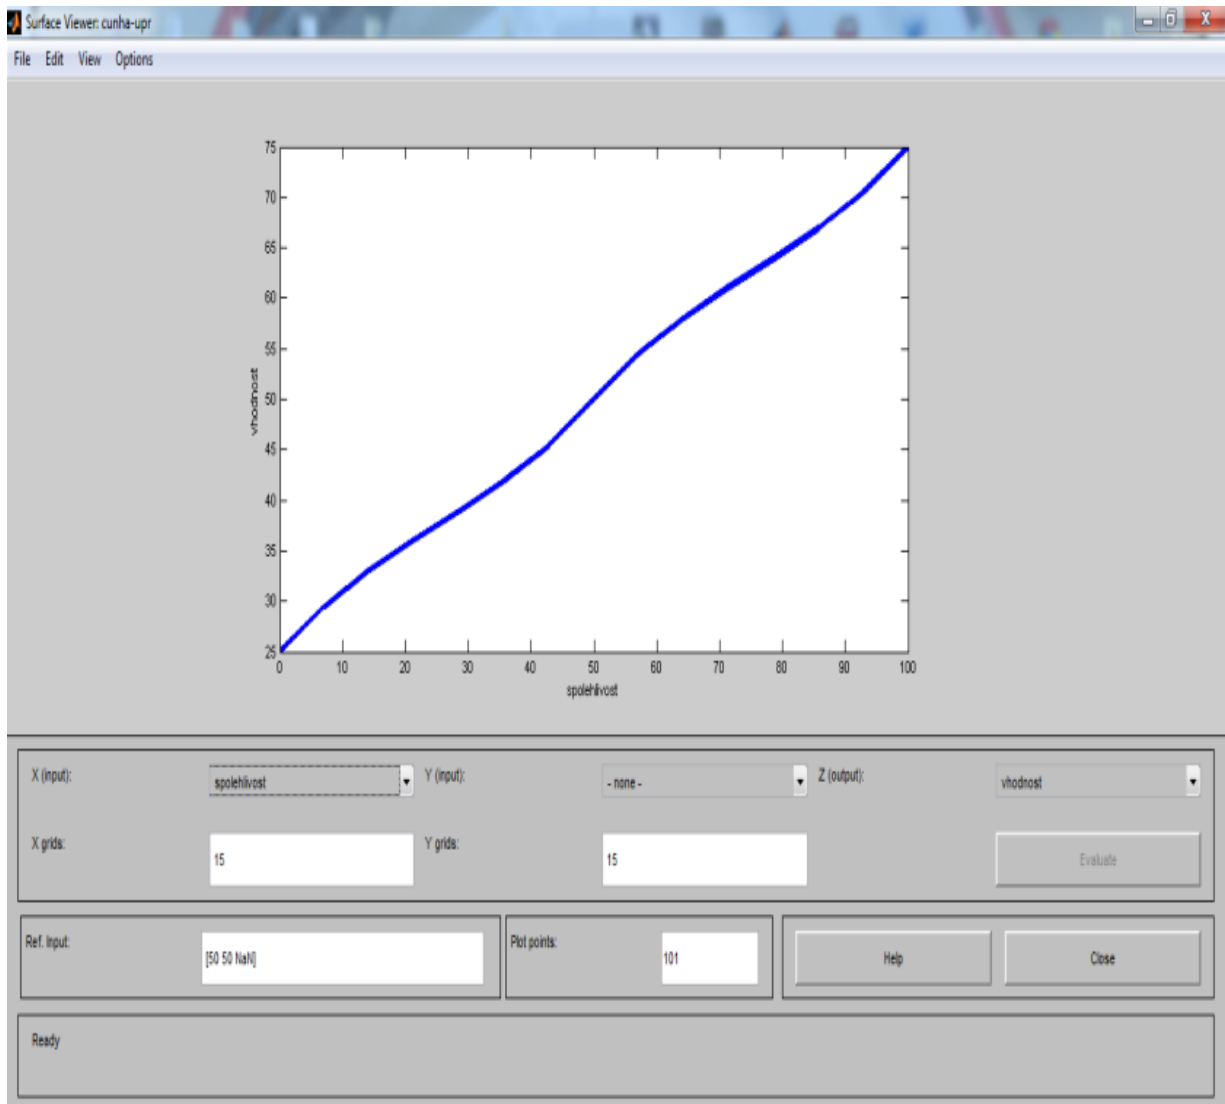 Surface Viewer: cunha-upr
File Edit View Options
75
70
65
60
55
50
45
40
35
30
25
vhodnost
0 10 20 30 40 50 60 70 80 90 100
spolehlivost
X (input): spolehlivost Y (input): - none - Z (output): vhodnost
X grids: 15 Y grids: 15 Evaluate
Ref. Input: [50 50 NaN] Plot points: 101 Help Close
Ready